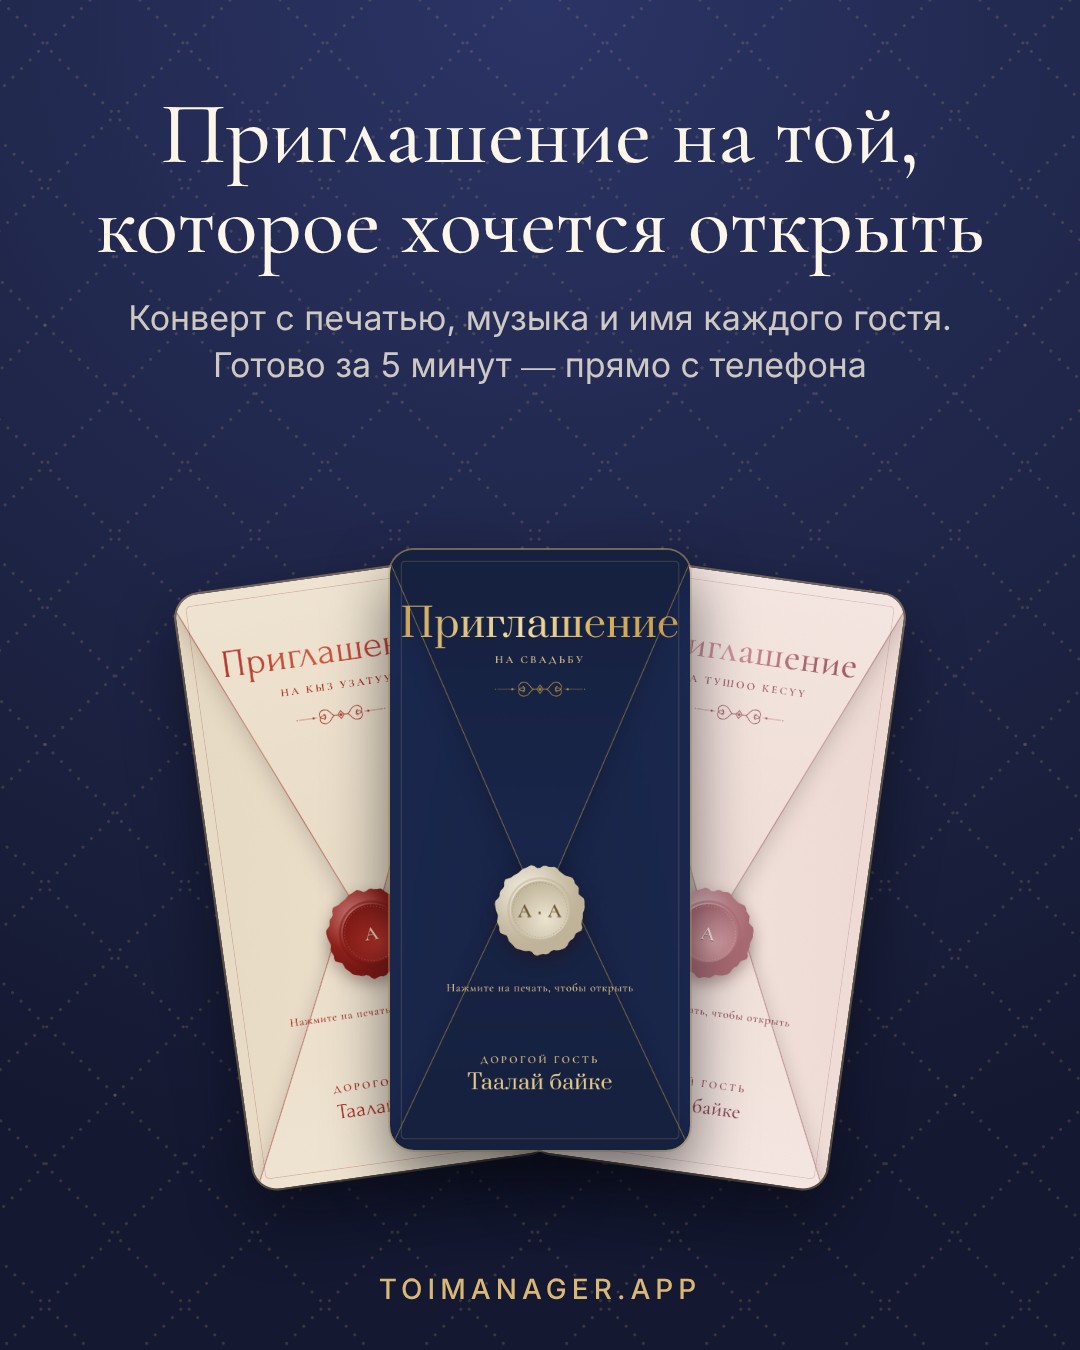 Приглашение на той,
которое хочется открыть
Конверт с печатью, музыка и имя каждого гостя.
Готово за 5 минут — прямо с телефона
Приглашен
НА КЫЗ УЗАТУУ
А
Нажмите на печать
ДОРОГО
Таала
Приглашение
НА СВАДЬБУ
А · А
Нажмите на печать, чтобы открыть
ДОРОГОЙ ГОСТЬ
Таалай байке
иглашение
А ТУШОО КЕСҮҮ
А
ать, чтобы открыть
Й ГОСТЬ
байке
TOIMANAGER.APP